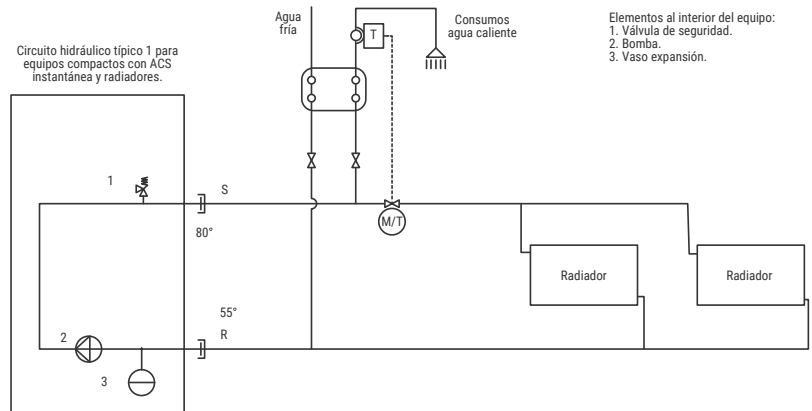 Circuito hidráulico típico 1 para
equipos compactos con ACS
instantánea y radiadores.
Agua
fría
T
Consumos
agua caliente
Elementos al interior del equipo:
1. Válvula de seguridad.
2. Bomba.
3. Vaso expansión.
1
S
80°
M/T
Radiador
Radiador
55°
R
2
3